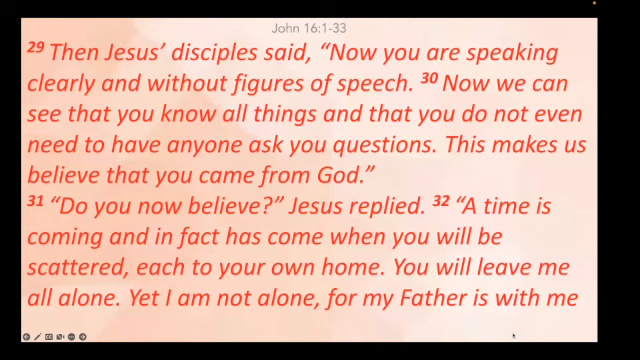 John 16:1-33
29 Then Jesus’ disciples said, “Now you are speaking
clearly and without figures of speech. 30 Now we can
see that you know all things and that you do not even
need to have anyone ask you questions. This makes us
believe that you came from God.”
31 “Do you now believe?” Jesus replied. 32 “A time is
coming and in fact has come when you will be
scattered, each to your own home. You will leave me
all alone. Yet I am not alone, for my Father is with me